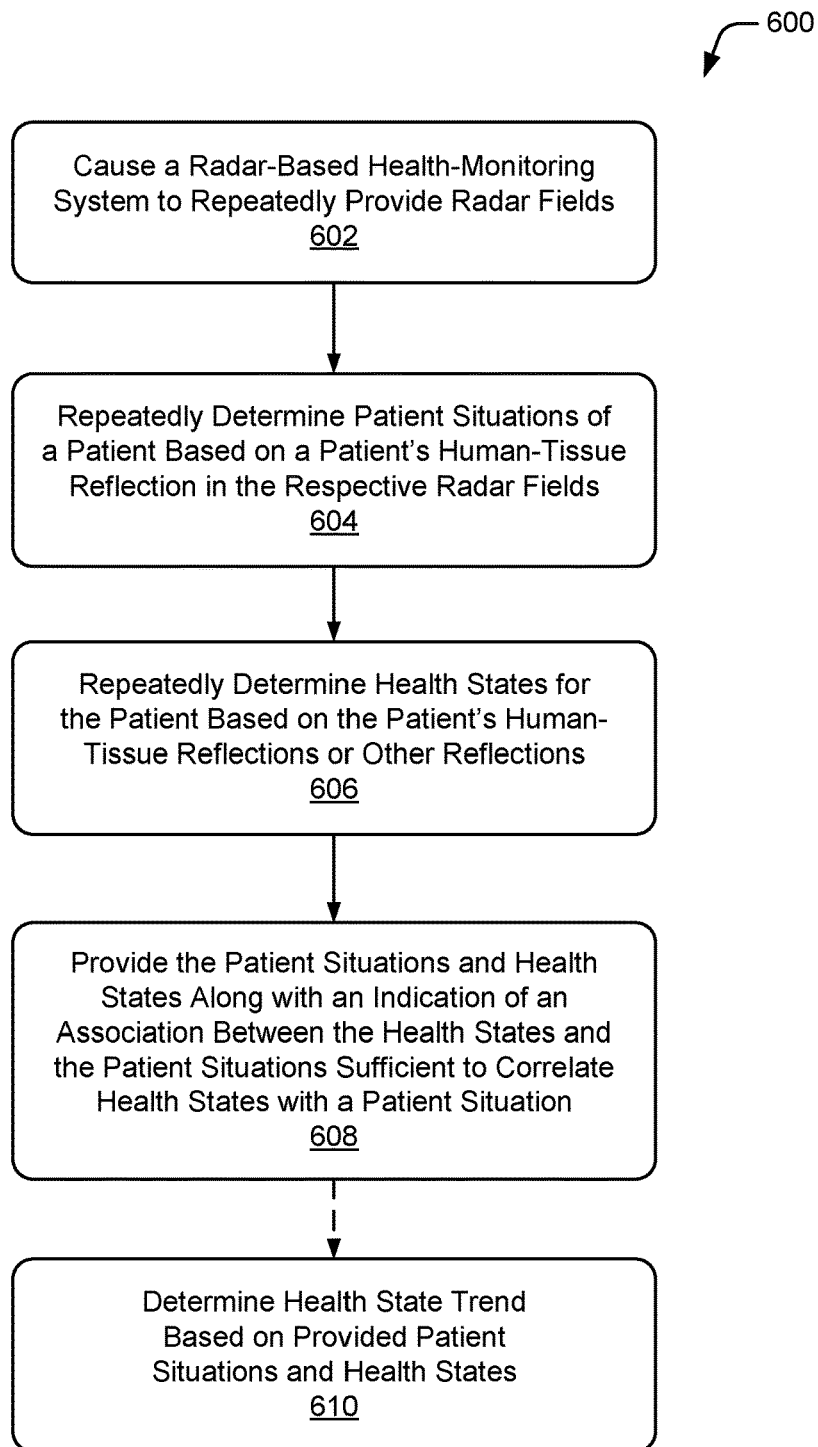 600
Cause a Radar-Based Health-Monitoring
System to Repeatedly Provide Radar Fields
602
Repeatedly Determine Patient Situations of
a Patient Based on a Patient's Human-Tissue
Reflection in the Respective Radar Fields
604
Repeatedly Determine Health States for
the Patient Based on the Patient's Human-
Tissue Reflections or Other Reflections
606
Provide the Patient Situations and Health
States Along with an Indication of an
Association Between the Health States and
the Patient Situations Sufficient to Correlate
Health States with a Patient Situation
608
Determine Health State Trend
Based on Provided Patient
Situations and Health States
610